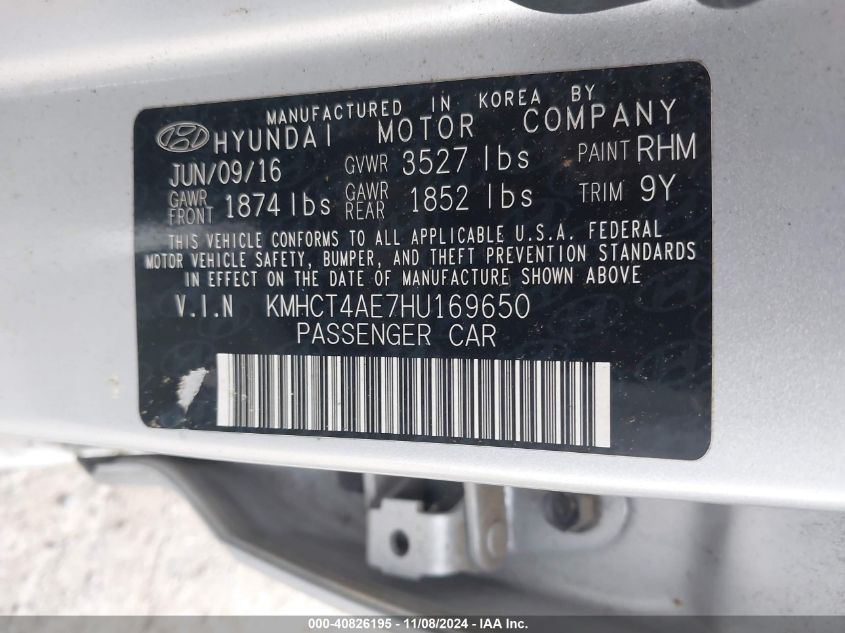 MANUFACTURED IN KOREA BY
HYUNDAI MOTOR COMPANY
JUN/09/16 GVWR 3527 lbs PAINT RHM
GAWR FRONT 1874 lbs GAWR REAR 1852 lbs TRIM 9Y
THIS VEHICLE CONFORMS TO ALL APPLICABLE U.S.A. FEDERAL
MOTOR VEHICLE SAFETY, BUMPER, AND THEFT PREVENTION STANDARDS
IN EFFECT ON THE DATE OF MANUFACTURE SHOWN ABOVE
V.I.N KMHCT4AE7HU169650
PASSENGER CAR
000-40826195 - 11/08/2024 - IAA Inc.